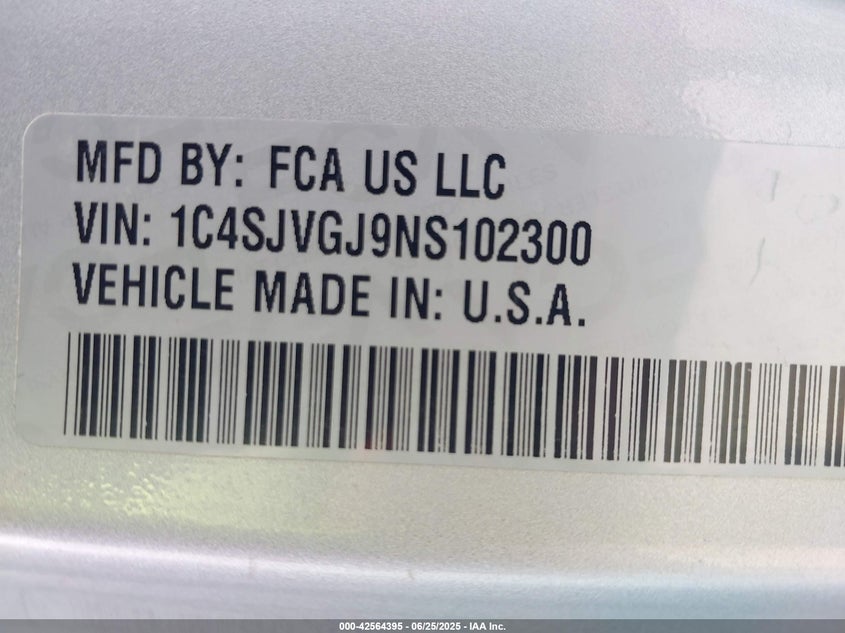 MFD BY: FCA US LLC
VIN: 1C4SJVGJ9NS102300
VEHICLE MADE IN: U.S.A.
000-42564395 - 06/25/2025 - IAA Inc.